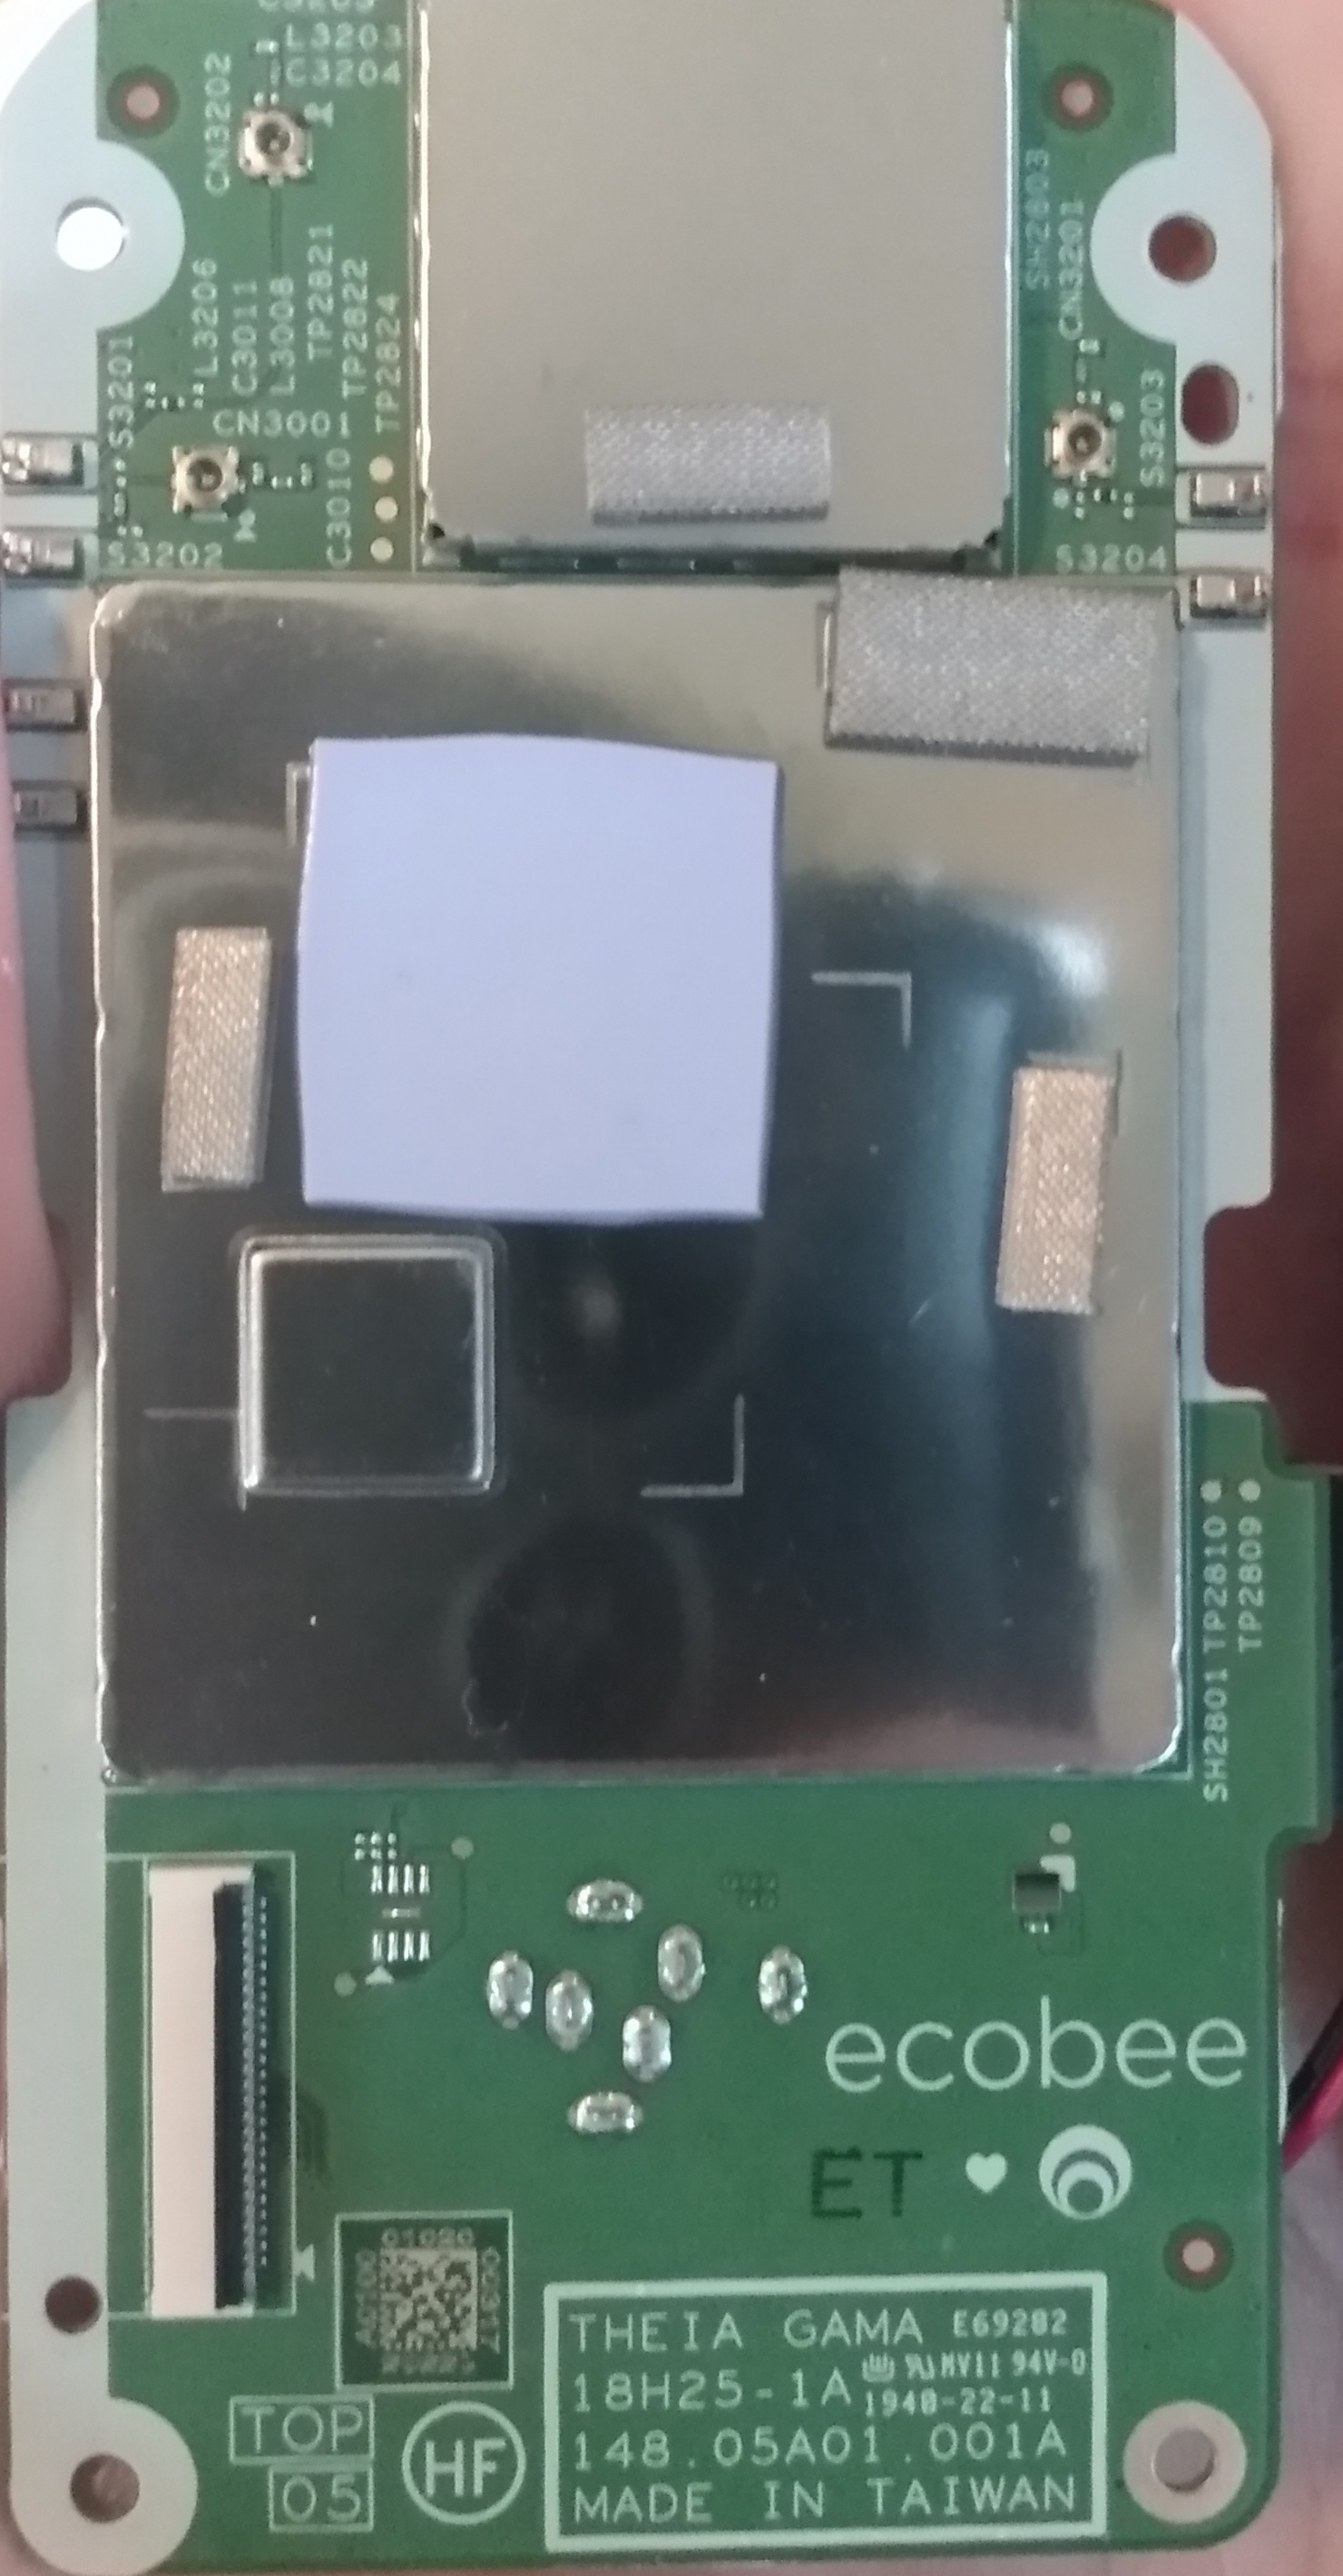 L3203
C3204
CN3202
SH2803
CN3201
L3206
C3011
L3008
TP2821
TP2822
TP2824
S3201
CN3001
C3010
S3203
S3202
S3204
SH2801 TP2810
TP2809
ecobee
ET
THEIA GAMA E69282
18H25-1A MV11 94V-0
1940-22-11
148.05A01.001A
MADE IN TAIWAN
TOP
05
HF